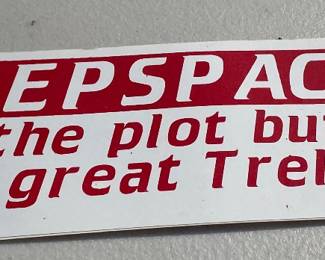 EPSPAC
the plot but
great Trek